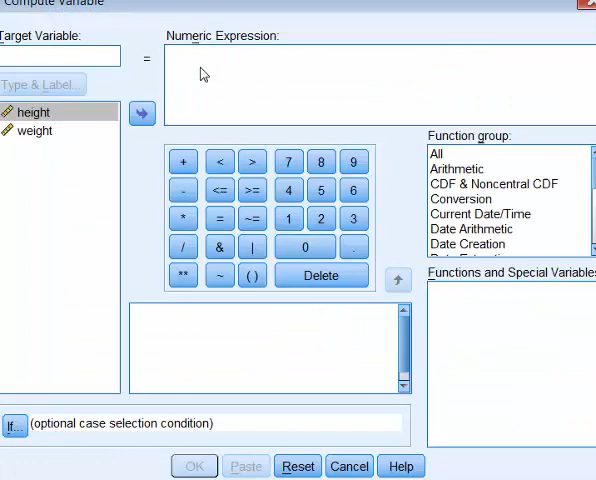 Compute Variable
Target Variable:
Numeric Expression:
=
Type & Label...
height
weight
+ < > 7 8 9
- <= >= 4 5 6
* = ~= 1 2 3
/ & | 0 .
** ~ ( ) Delete
Function group:
All
Arithmetic
CDF & Noncentral CDF
Conversion
Current Date/Time
Date Arithmetic
Date Creation
Functions and Special Variables
If...
(optional case selection condition)
OK
Paste
Reset
Cancel
Help